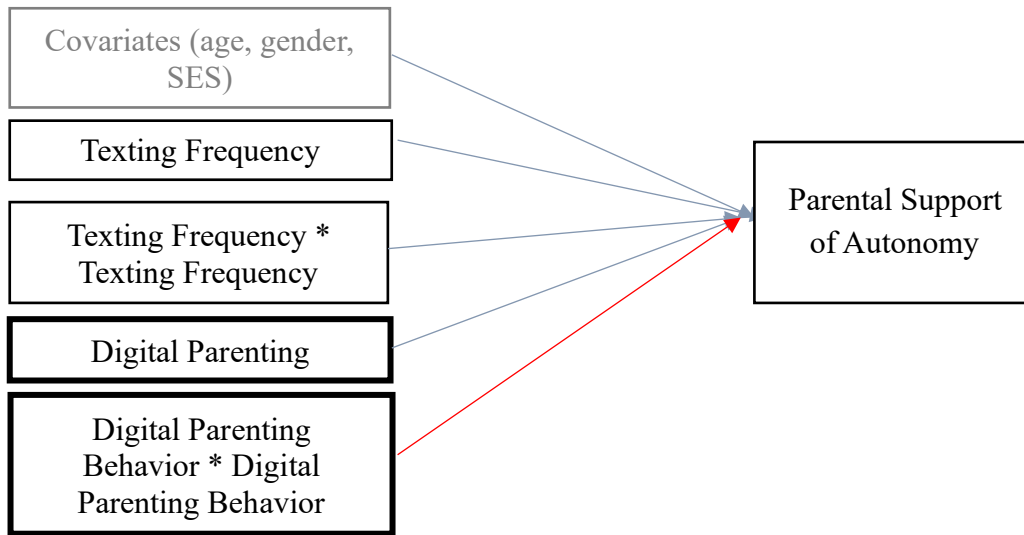 Covariates (age, gender,
SES)
Texting Frequency
Texting Frequency *
Texting Frequency
Digital Parenting
Digital Parenting
Behavior * Digital
Parenting Behavior
Parental Support
of Autonomy